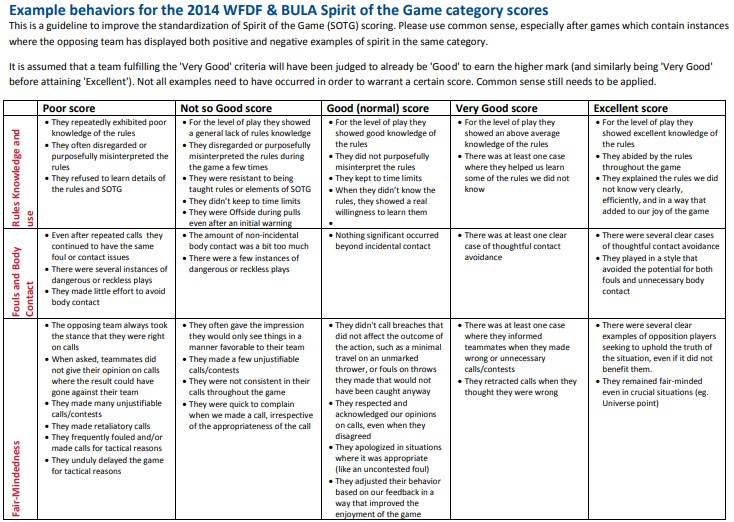 Example behaviors for the 2014 WFDF & BULA Spirit of the Game category scores
This is a guideline to improve the standardization of Spirit of the Game (SOTG) scoring. Please use common sense, especially after games which contain instances
where the opposing team has displayed both positive and negative examples of spirit in the same category.
It is assumed that a team fulfilling the 'Very Good' criteria will have been judged to already be 'Good' to earn the higher mark (and similarly being 'Very Good'
before attaining 'Excellent'). Not all examples need to have occurred in order to warrant a certain score. Common sense still needs to be applied.
Poor score
Not so Good score
Good (normal) score
Very Good score
Excellent score
Rules Knowledge and
use
• They repeatedly exhibited poor
knowledge of the rules
• They often disregarded or
purposefully misinterpreted the
rules
• They refused to learn details of
the rules and SOTG
• For the level of play they showed
a general lack of rules knowledge
• They disregarded or purposefully
misinterpreted the rules during
the game a few times
• They were resistant to being
taught rules or elements of SOTG
• They didn't keep to time limits
• They were Offside during pulls
even after an initial warning
• For the level of play they
showed good knowledge of
the rules
• They did not purposefully
misinterpret the rules
• They kept to time limits
• When they didn't know the
rules, they showed a real
willingness to learn them
•
• For the level of play they
showed an above average
knowledge of the rules
• There was at least one case
where they helped us learn
some of the rules we did not
know
• For the level of play they
showed excellent knowledge of
the rules
• They abided by the rules
throughout the game
• They explained the rules we did
not know very clearly,
efficiently, and in a way that
added to our joy of the game
Fouls and Body
Contact
• Even after repeated calls they
continued to have the same
foul or contact issues
• There were several instances of
dangerous or reckless plays
• They made little effort to avoid
body contact
• The amount of non-incidental
body contact was a bit too much
• There were a few instances of
dangerous or reckless plays
• Nothing significant occurred
beyond incidental contact
• There was at least one clear
case of thoughtful contact
avoidance
• There were several clear cases
of thoughtful contact avoidance
• They played in a style that
avoided the potential for both
fouls and unnecessary body
contact
Fair-Mindedness
• The opposing team always took
the stance that they were right
on calls
• When asked, teammates did
not give their opinion on calls
where the result could have
gone against their team
• They made many unjustifiable
calls/contests
• They made retaliatory calls
• They frequently fouled and/or
made calls for tactical reasons
• They unduly delayed the game
for tactical reasons
• They often gave the impression
they would only see things in a
manner favorable to their team
• They made a few unjustifiable
calls/contests
• They were not consistent in their
calls throughout the game
• They were quick to complain
when we made a call, irrespective
of the appropriateness of the call
• They didn't call breaches that
did not affect the outcome of
the action, such as a minimal
travel on an unmarked
thrower, or fouls on throws
they made that would not
have been caught anyway
• They respected and
acknowledged our opinions
on calls, even when they
disagreed
• They apologized in situations
where it was appropriate
(like an uncontested foul)
• They adjusted their behavior
based on our feedback in a
way that improved the
enjoyment of the game
• There was at least one case
where they informed
teammates when they made
wrong or unnecessary
calls/contests
• They retracted calls when they
thought they were wrong
• There were several clear
examples of opposition players
seeking to uphold the truth of
the situation, even if it did not
benefit them.
• They remained fair-minded
even in crucial situations (eg.
Universe point)